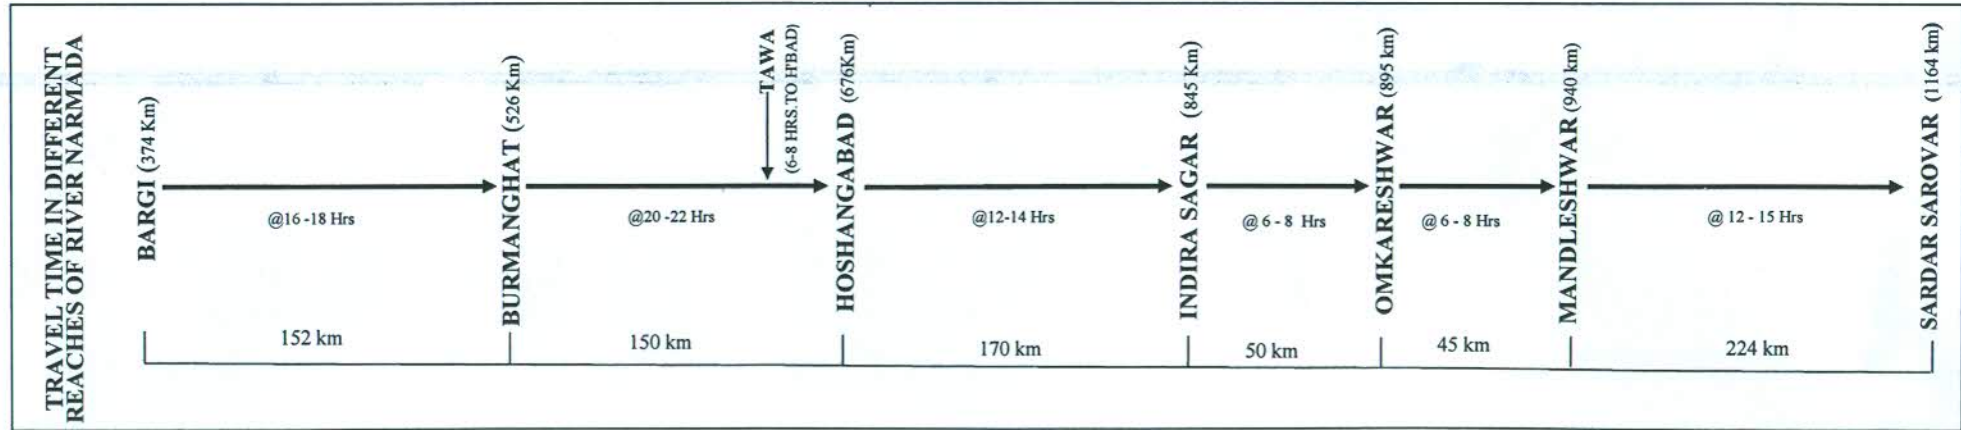 TRAVEL TIME IN DIFFERENT
REACHES OF RIVER NARMADA
BARGI (374 Km)
@16 -18 Hrs
BURMANGHAT (526 Km)
@20 -22 Hrs
TAWA
(6-8 HRS.TO H'BAD)
HOSHANGABAD (676Km)
@12-14 Hrs
INDIRA SAGAR (845 Km)
@ 6 - 8 Hrs
OMKARESHWAR (895 km)
@ 6 - 8 Hrs
MANDLESHWAR (940 km)
@ 12 - 15 Hrs
SARDAR SAROVAR (1164 km)
152 km
150 km
170 km
50 km
45 km
224 km